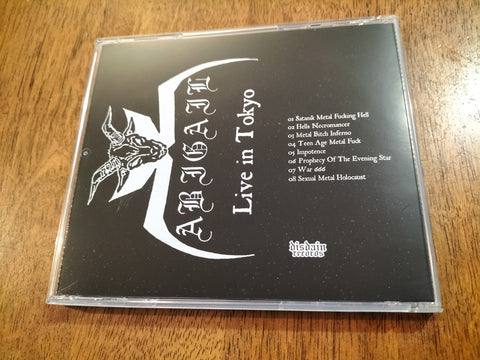 ABIGAIL
Live in Tokyo
01 Satanik Metal Fucking Hell
02 Hells Necromancer
03 Metal Bitch Inferno
04 Teen Age Metal Fuck
05 Impotence
06 Prophecy Of The Evening Star
07 War 666
08 Sexual Metal Holocaust
disdain
records